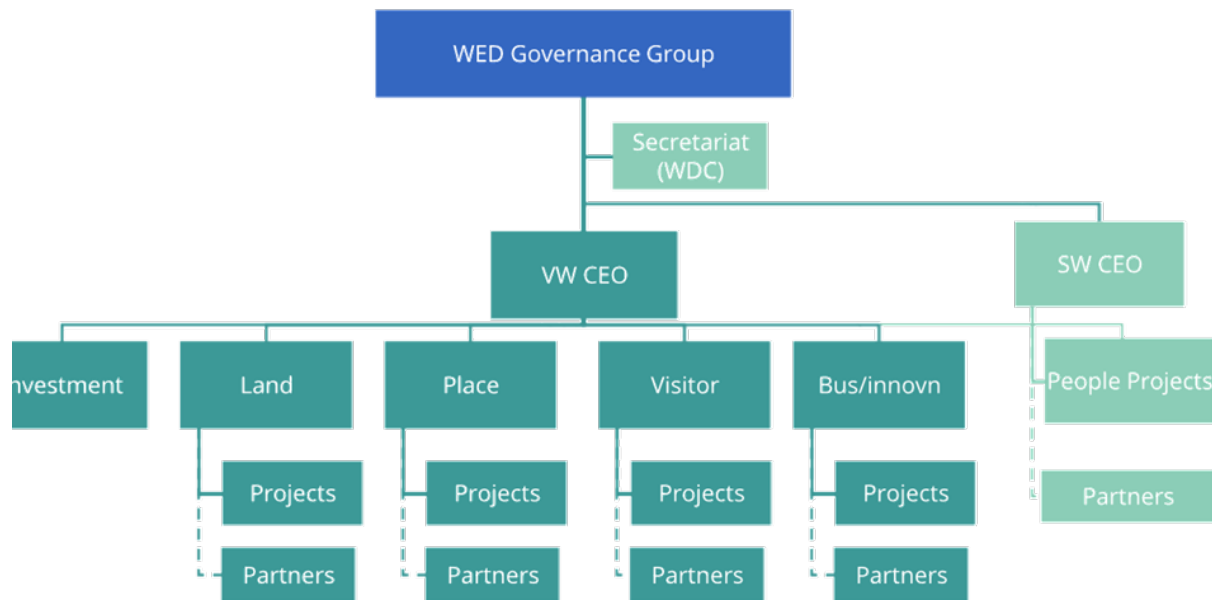 WED Governance Group
Secretariat
(WDC)
VW CEO
SW CEO
nvestment
Land
Place
Visitor
Bus/innovn
People Projects
Projects
Projects
Projects
Projects
Partners
Partners
Partners
Partners
Partners